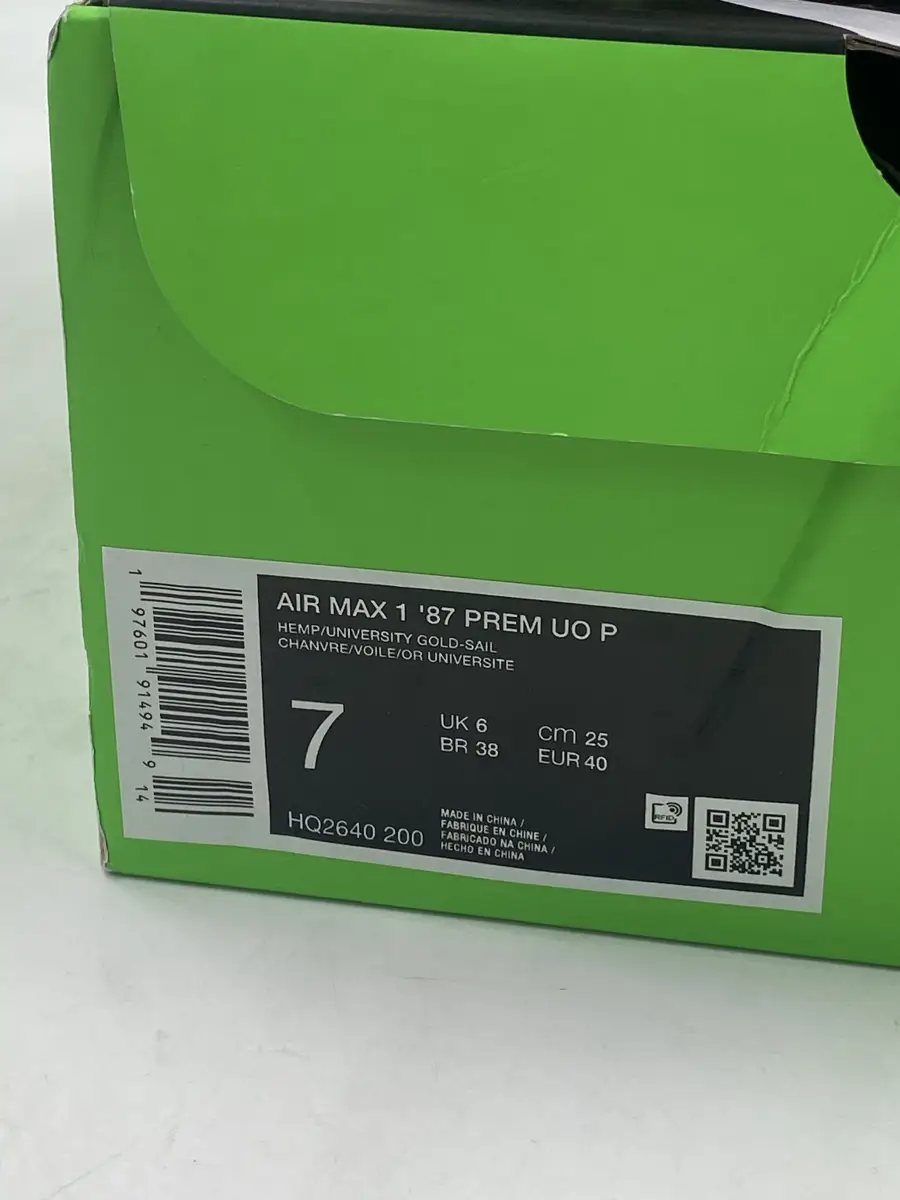 1 97601 91494 9 14
AIR MAX 1 '87 PREM UO P
HEMP/UNIVERSITY GOLD-SAIL
CHANVRE/VOILE/OR UNIVERSITE
7
UK 6
BR 38
cm 25
EUR 40
HQ2640 200
MADE IN CHINA /
FABRIQUE EN CHINE /
FABRICADO NA CHINA /
HECHO EN CHINA
RFID